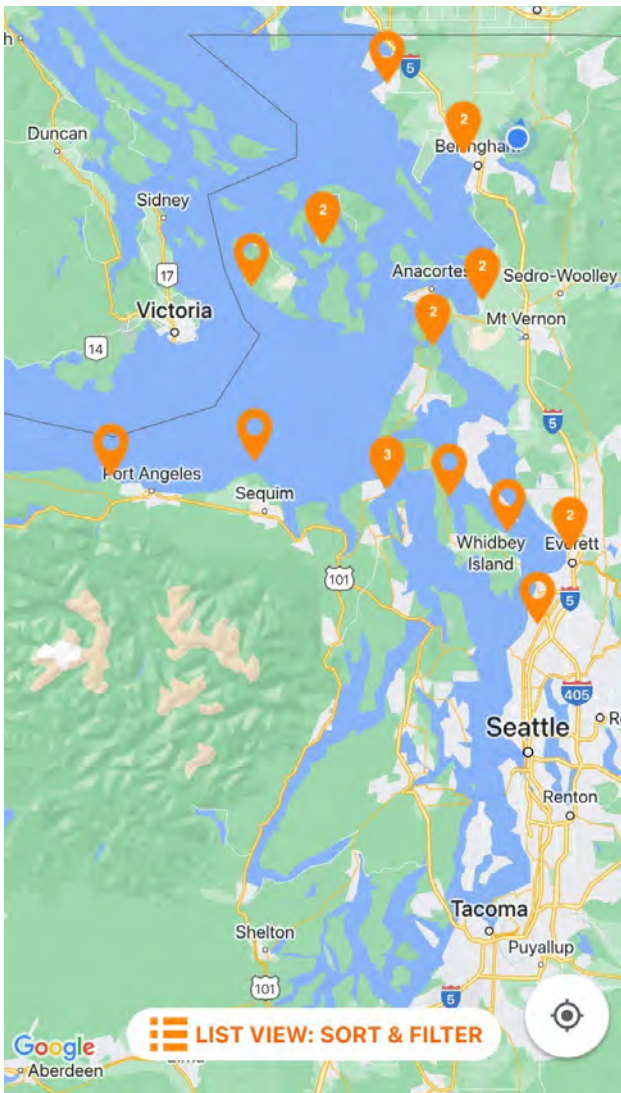 h
5
2
Duncan
Bellingham
Sidney
2
17
Anacortes
2
Sedro-Woolley
Victoria
2
Mt Vernon
14
5
3
Port Angeles
Sequim
2
Whidbey
Island
Everett
101
5
405
Seattle
R
Renton
Tacoma
Shelton
Puyallup
101
5
LIST VIEW: SORT & FILTER
Google
Aberdeen